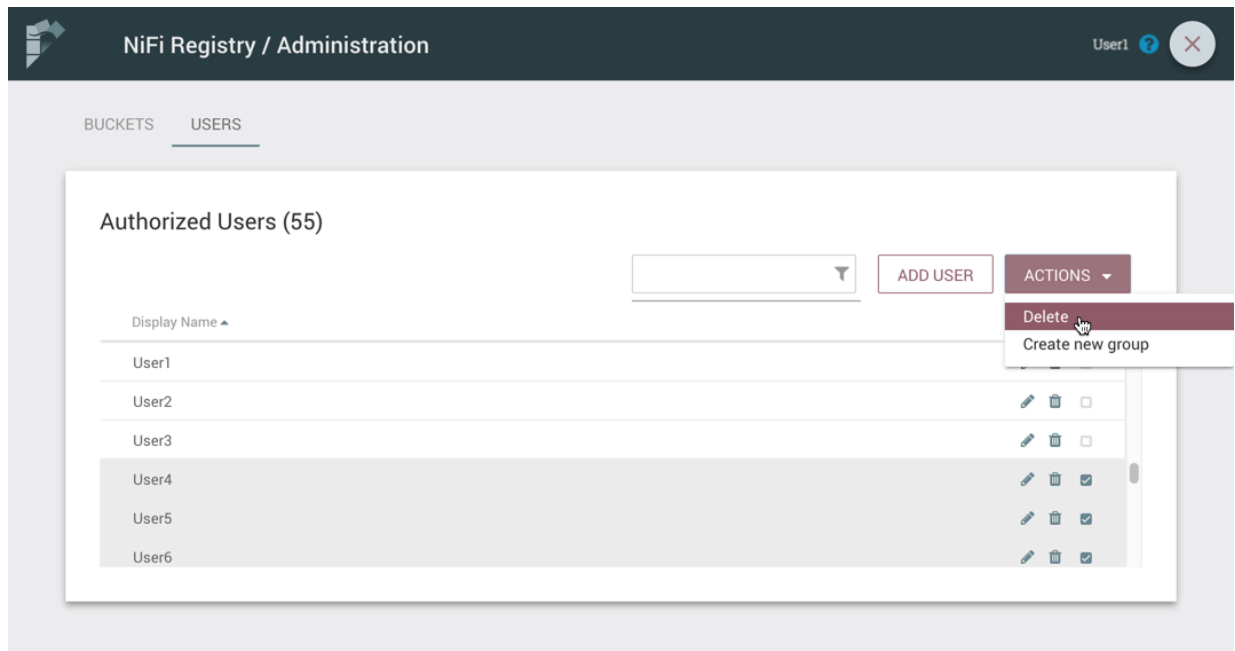 NiFi Registry / Administration
User1 ?
BUCKETS USERS
Authorized Users (55)
ADD USER ACTIONS
Delete
Display Name
Create new group
User1
User2
User3
User4
User5
User6